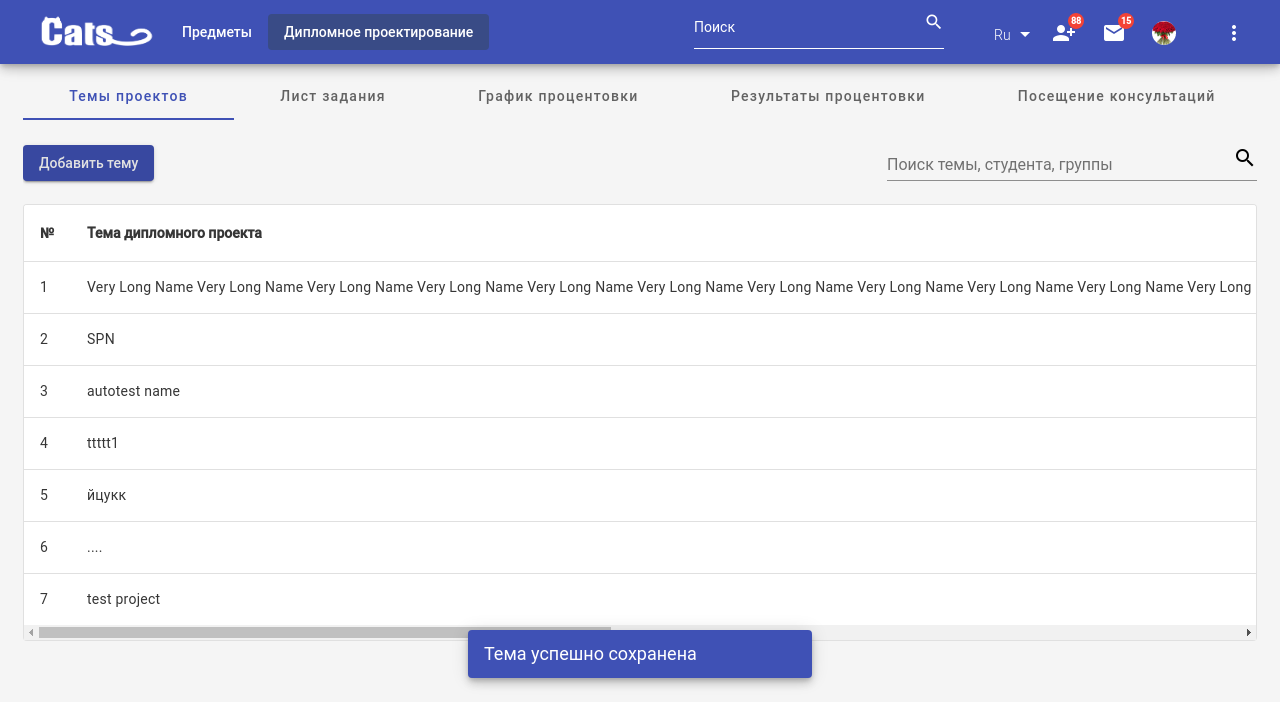 Cats
Предметы
Дипломное проектирование
Поиск
Ru
88
15
Темы проектов
Лист задания
График процентовки
Результаты процентовки
Посещение консультаций
Добавить тему
Поиск темы, студента, группы
№ Тема дипломного проекта
1 Very Long Name Very Long Name Very Long Name Very Long Name Very Long Name Very Long Name Very Long Name Very Long Name Very Long Name Very Long Name Very Long
2 SPN
3 autotest name
4 ttttt1
5 йцукк
6 ....
7 test project
Тема успешно сохранена